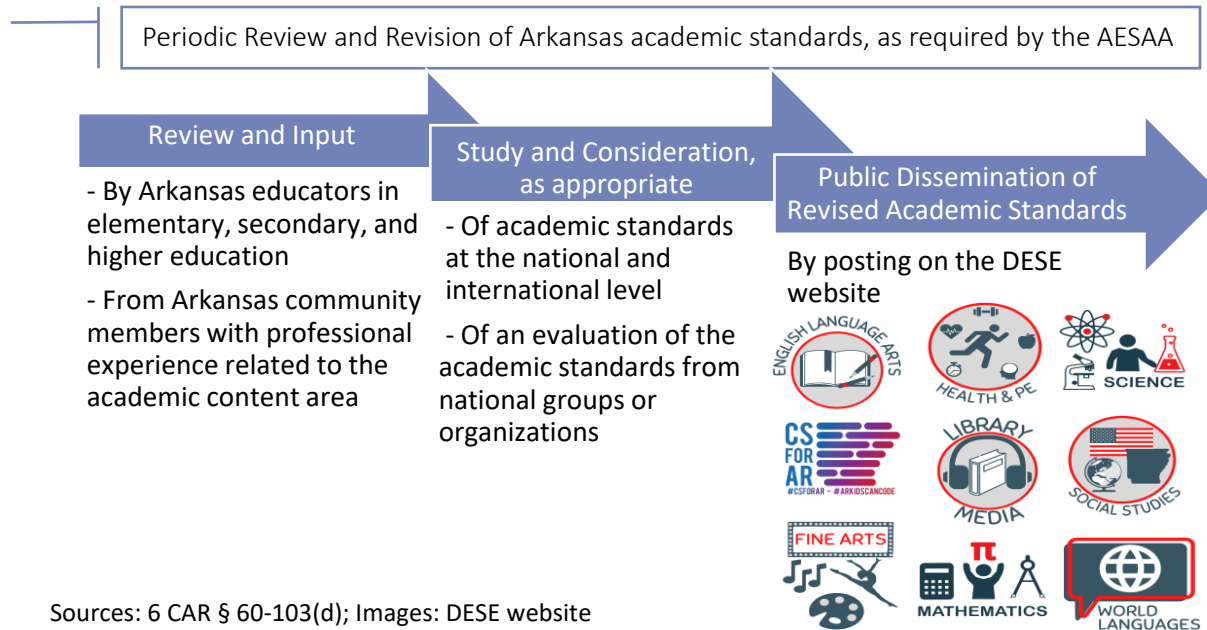 Periodic Review and Revision of Arkansas academic standards, as required by the AESAA
Review and Input
- By Arkansas educators in
elementary, secondary, and
higher education
- From Arkansas community
members with professional
experience related to the
academic content area
Study and Consideration,
as appropriate
- Of academic standards
at the national and
international level
- Of an evaluation of the
academic standards from
national groups or
organizations
Public Dissemination of
Revised Academic Standards
By posting on the DESE
website
ENGLISH LANGUAGE ARTS
HEALTH & PE
SCIENCE
CS
FOR
AR
#CSFORAR - #ARKIDSCANCODE
LIBRARY
MEDIA
SOCIAL STUDIES
FINE ARTS
π
MATHEMATICS
WORLD
LANGUAGES
Sources: 6 CAR § 60-103(d); Images: DESE website